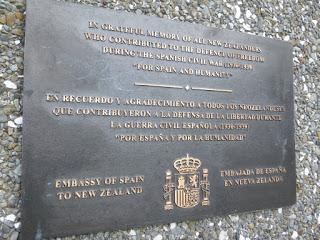 IN GRATEFUL MEMORY OF ALL NEW ZEALANDERS
WHO CONTRIBUTED TO THE DEFENCE OF FREEDOM
DURING THE SPANISH CIVIL WAR (1936-1939)
"FOR SPAIN AND HUMANITY"
EN RECUERDO Y AGRADECIMIENTO A TODOS LOS NEOZELANDESES
QUE CONTRIBUYERON A LA DEFENSA DE LA LIBERTAD DURANTE
LA GUERRA CIVIL ESPAÑOLA (1936-1939)
"POR ESPAÑA Y POR LA HUMANIDAD"
EMBASSY OF SPAIN
TO NEW ZEALAND
EMBAJADA DE ESPAÑA
EN NUEVA ZELANDA